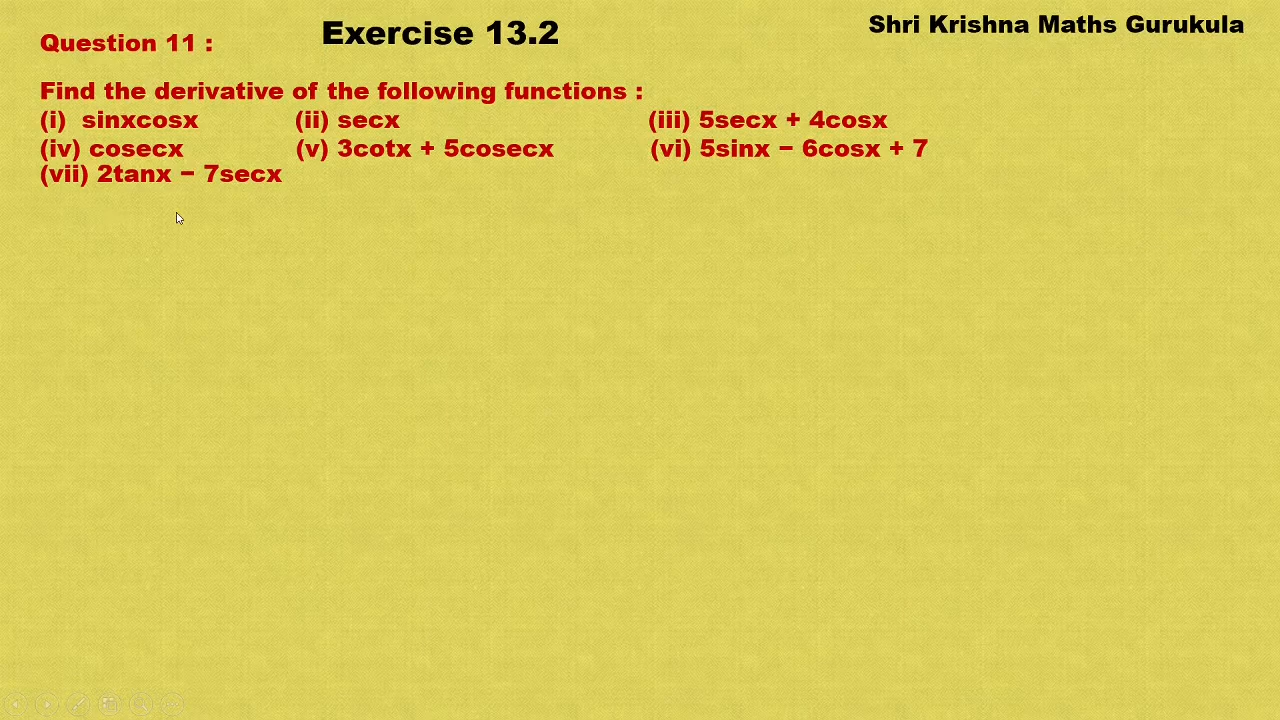 Shri Krishna Maths Gurukula
Exercise 13.2
Question 11 :
Find the derivative of the following functions :
(i) sinxcosx (ii) secx (iii) 5secx + 4cosx
(iv) cosecx (v) 3cotx + 5cosecx (vi) 5sinx − 6cosx + 7
(vii) 2tanx − 7secx